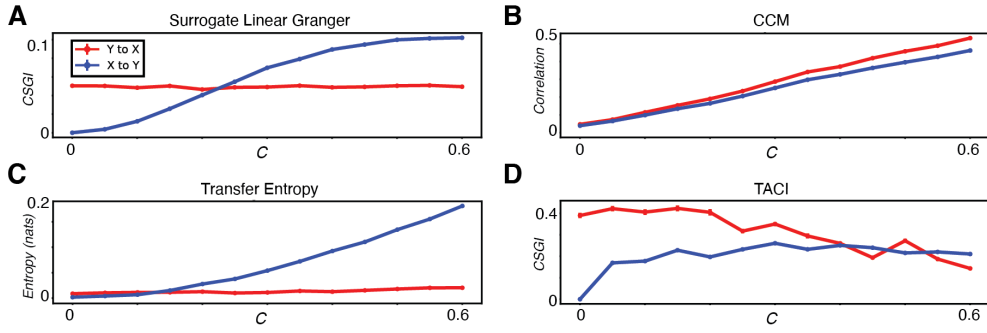 A
Surrogate Linear Granger
0.1
CSGI
0
Y to X
X to Y
0
C
0.6
B
CCM
0.5
Correlation
0
0
C
0.6
C
Transfer Entropy
0.2
Entropy (nats)
0
0
C
0.6
D
TACI
0.4
CSGI
0
0
C
0.6